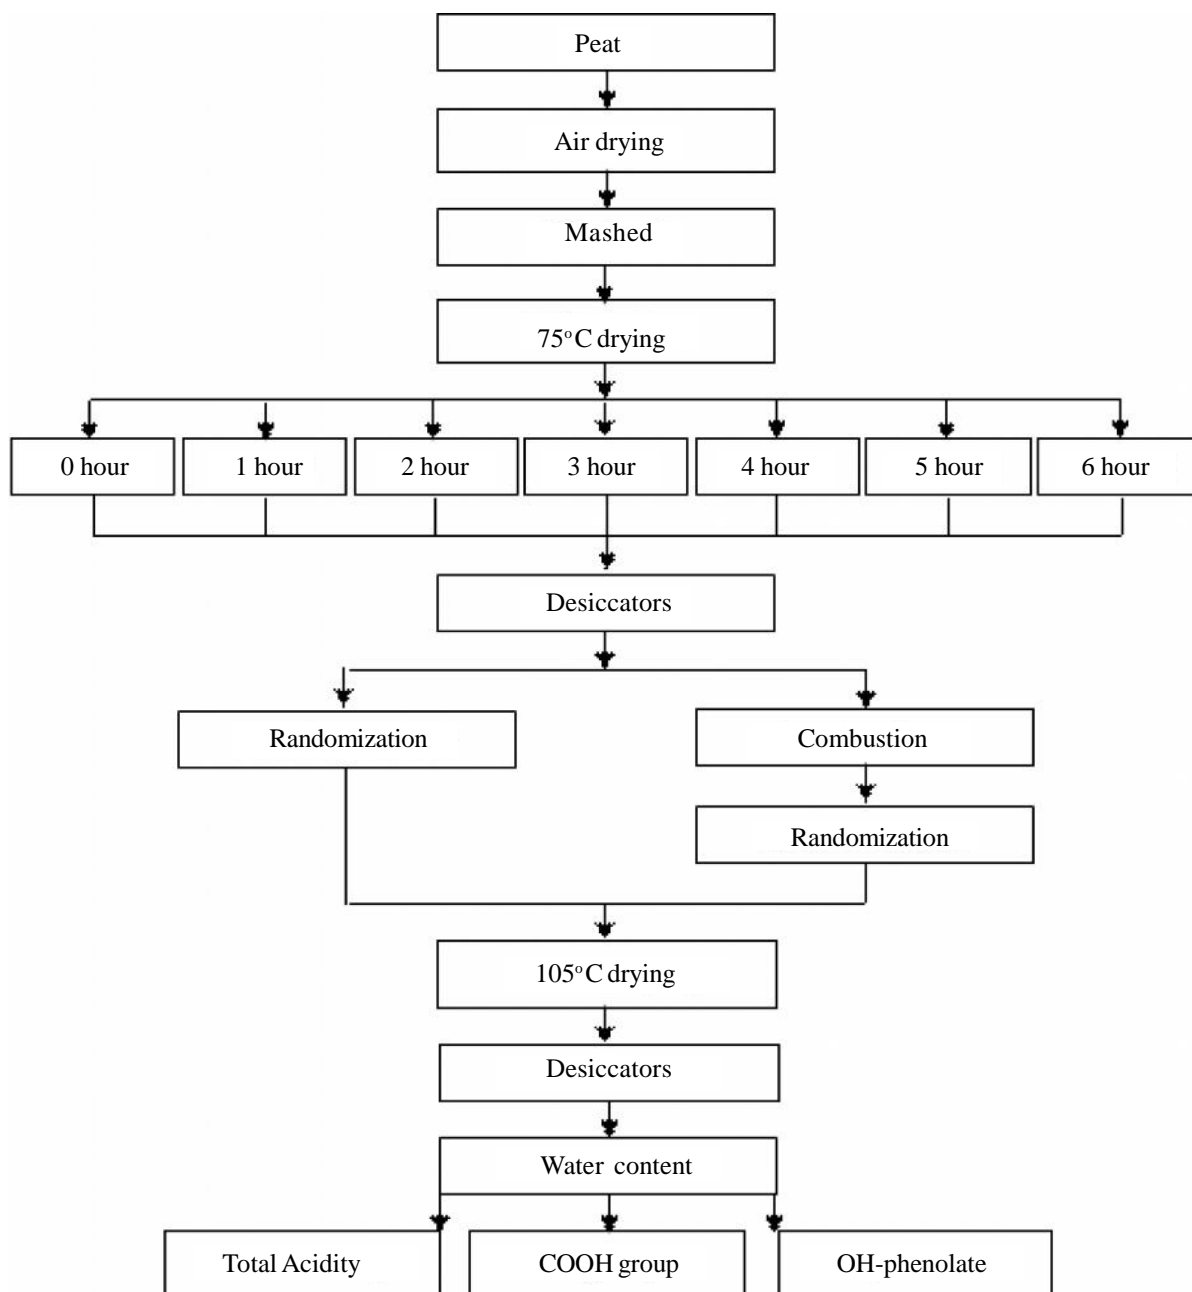 Peat
Air drying
Mashed
75°C drying
0 hour
1 hour
2 hour
3 hour
4 hour
5 hour
6 hour
Desiccators
Randomization
Combustion
Randomization
105°C drying
Desiccators
Water content
Total Acidity
COOH group
OH-phenolate